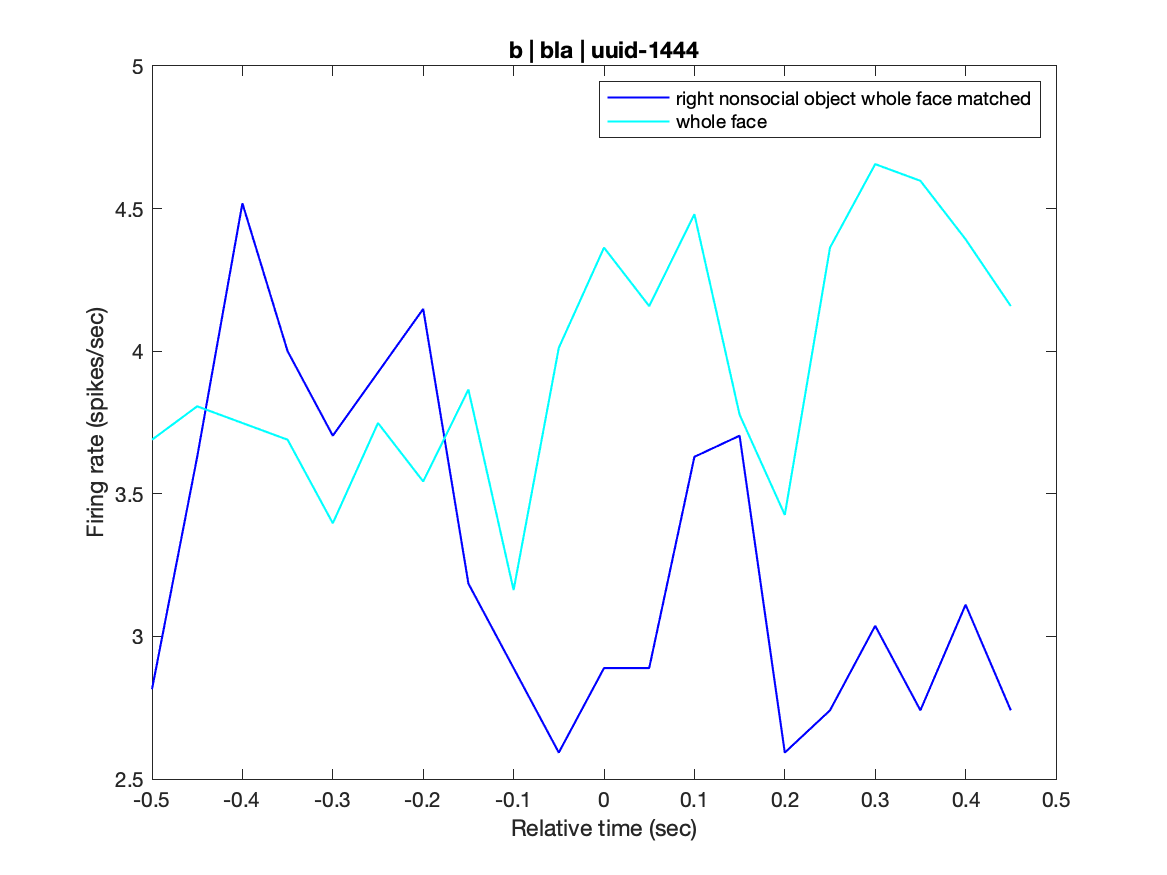 b | bla | uuid-1444
right nonsocial object whole face matched
whole face
Firing rate (spikes/sec)
5
4.5
4
3.5
3
2.5
-0.5 -0.4 -0.3 -0.2 -0.1 0 0.1 0.2 0.3 0.4 0.5
Relative time (sec)